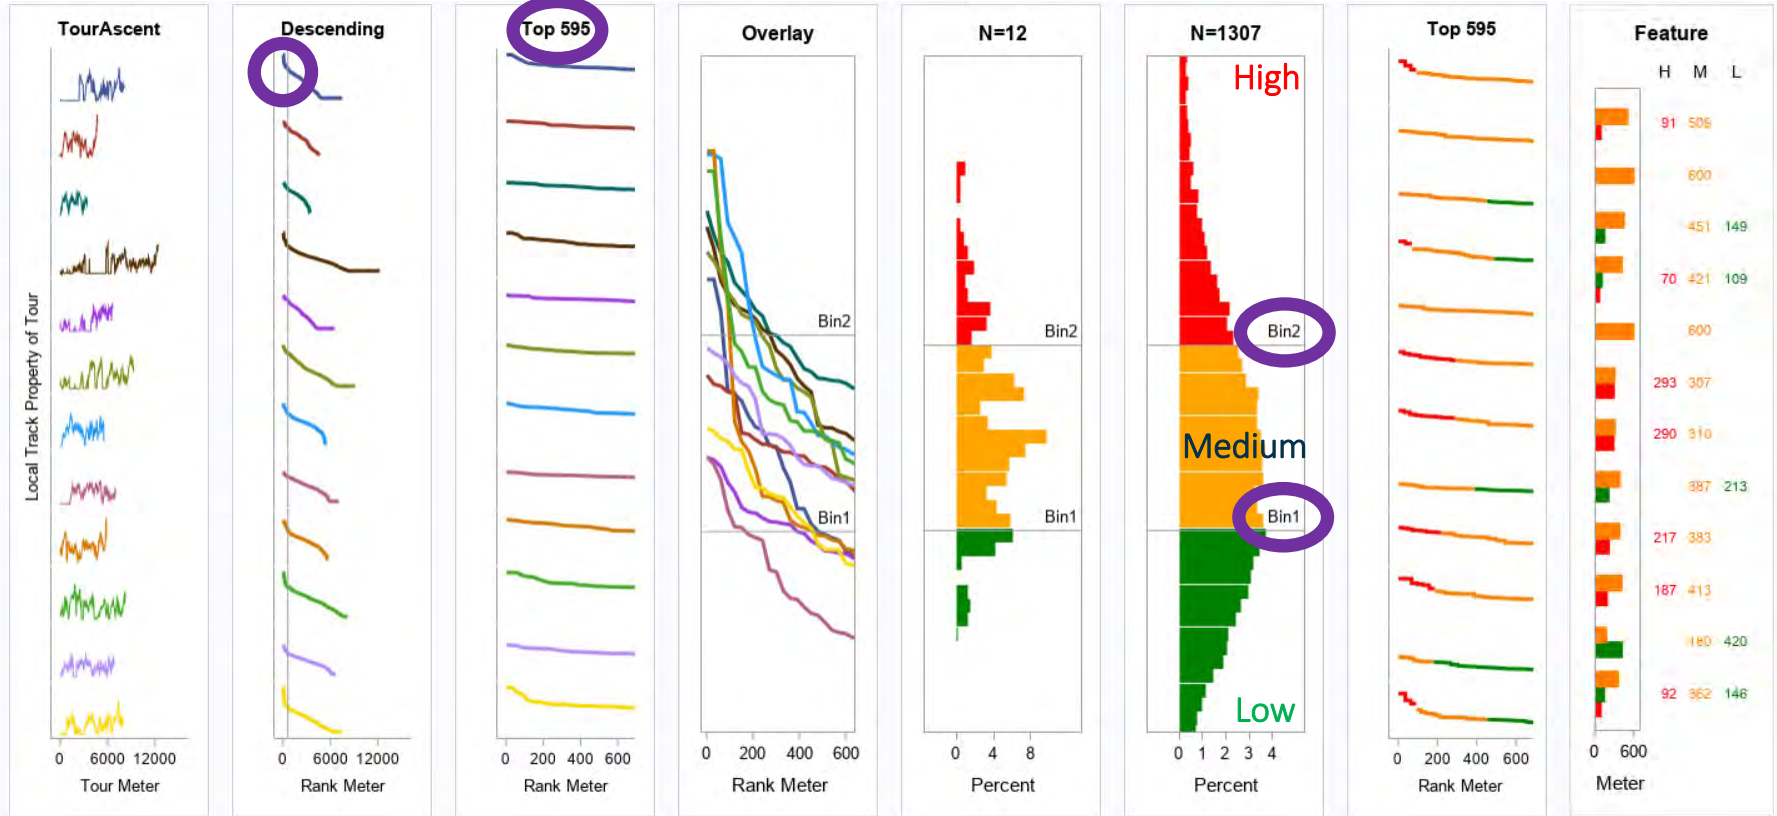 TourAscent
Descending
Top 595
Overlay
N=12
N=1307
Top 595
Feature
H M L
High
91 509
600
451 149
70 421 109
Bin2
Bin2
Bin2
600
293 307
290 310
Medium
387 213
Bin1
Bin1
Bin1
217 383
187 413
180 420
92 362 146
Low
Local Track Property of Tour
0 6000 12000
0 6000 12000
0 200 400 600
0 200 400 600
0 4 8
0 1 2 3 4
0 200 400 600
0 600
Tour Meter
Rank Meter
Rank Meter
Rank Meter
Percent
Percent
Rank Meter
Meter